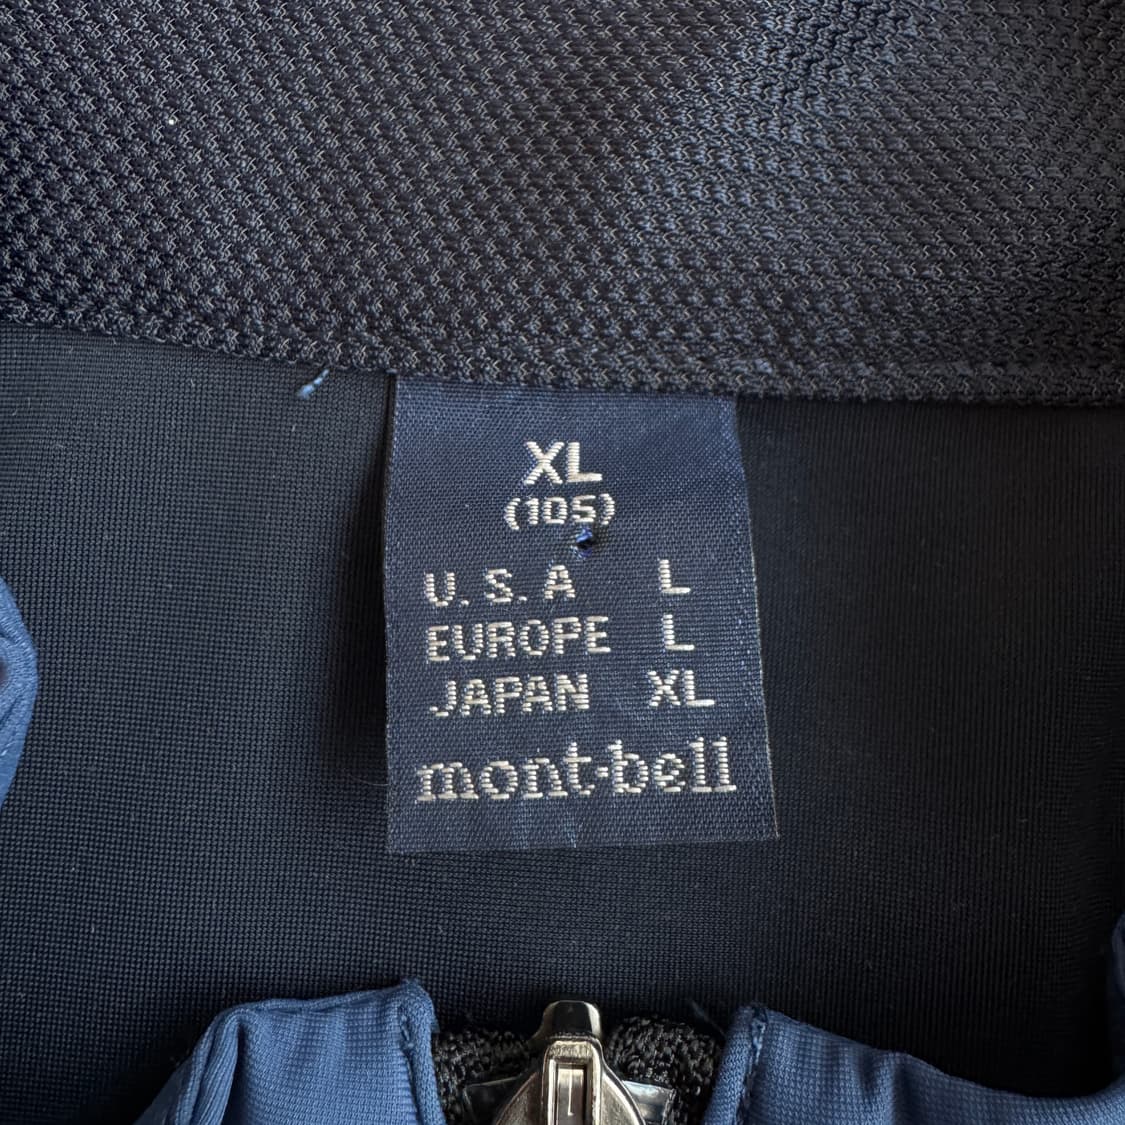 XL
(105)
U.S.A L
EUROPE L
JAPAN XL
mont-bell